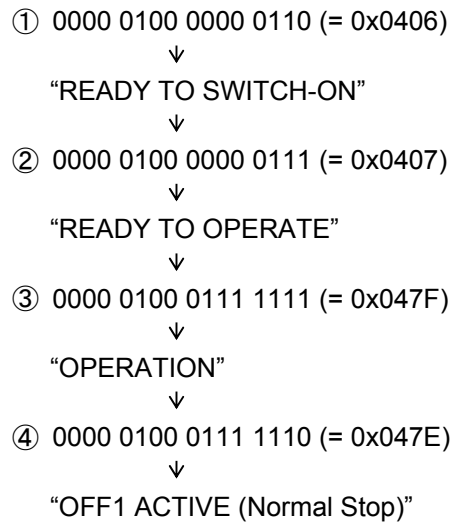 ① 0000 0100 0000 0110 (= 0x0406)
↓
“READY TO SWITCH-ON”
↓
② 0000 0100 0000 0111 (= 0x0407)
↓
“READY TO OPERATE”
↓
③ 0000 0100 0111 1111 (= 0x047F)
↓
“OPERATION”
↓
④ 0000 0100 0111 1110 (= 0x047E)
↓
“OFF1 ACTIVE (Normal Stop)”